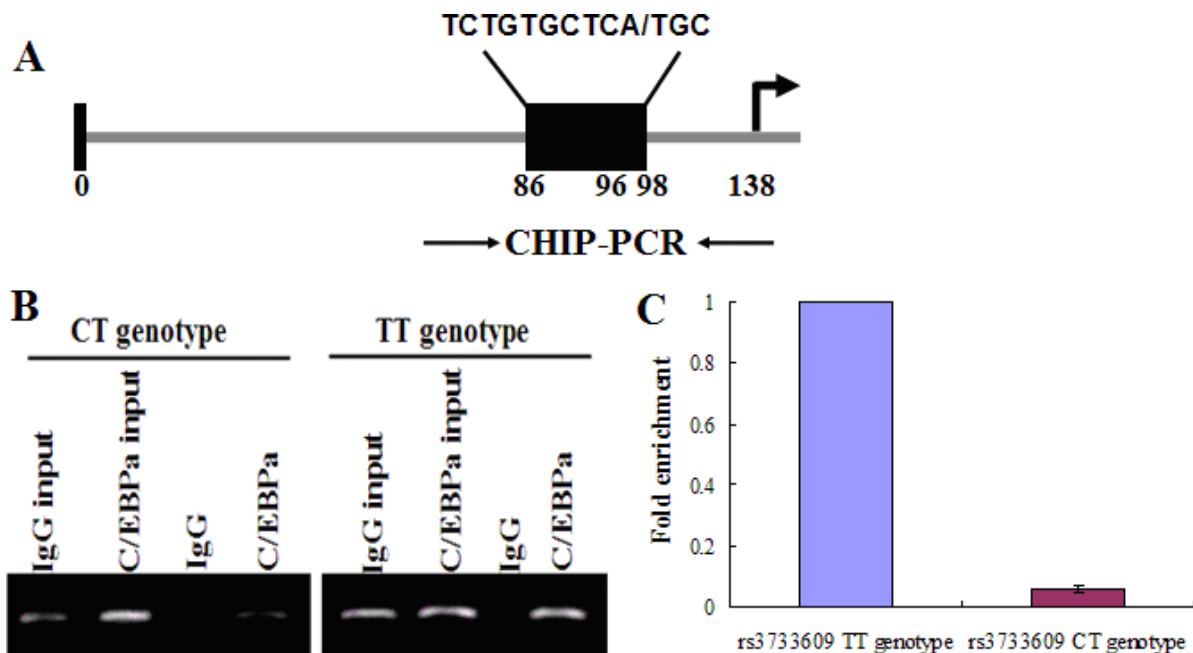 TCTGTGCTCA/TGC
A
0 86 96 98 138
CHIP-PCR
B
CT genotype TT genotype
IgG input
C/EBPa input
IgG
C/EBPa
IgG input
C/EBPa input
IgG
C/EBPa
C
Fold enrichment
1
0.8
0.6
0.4
0.2
0
rs3733609 TT genotype rs3733609 CT genotype